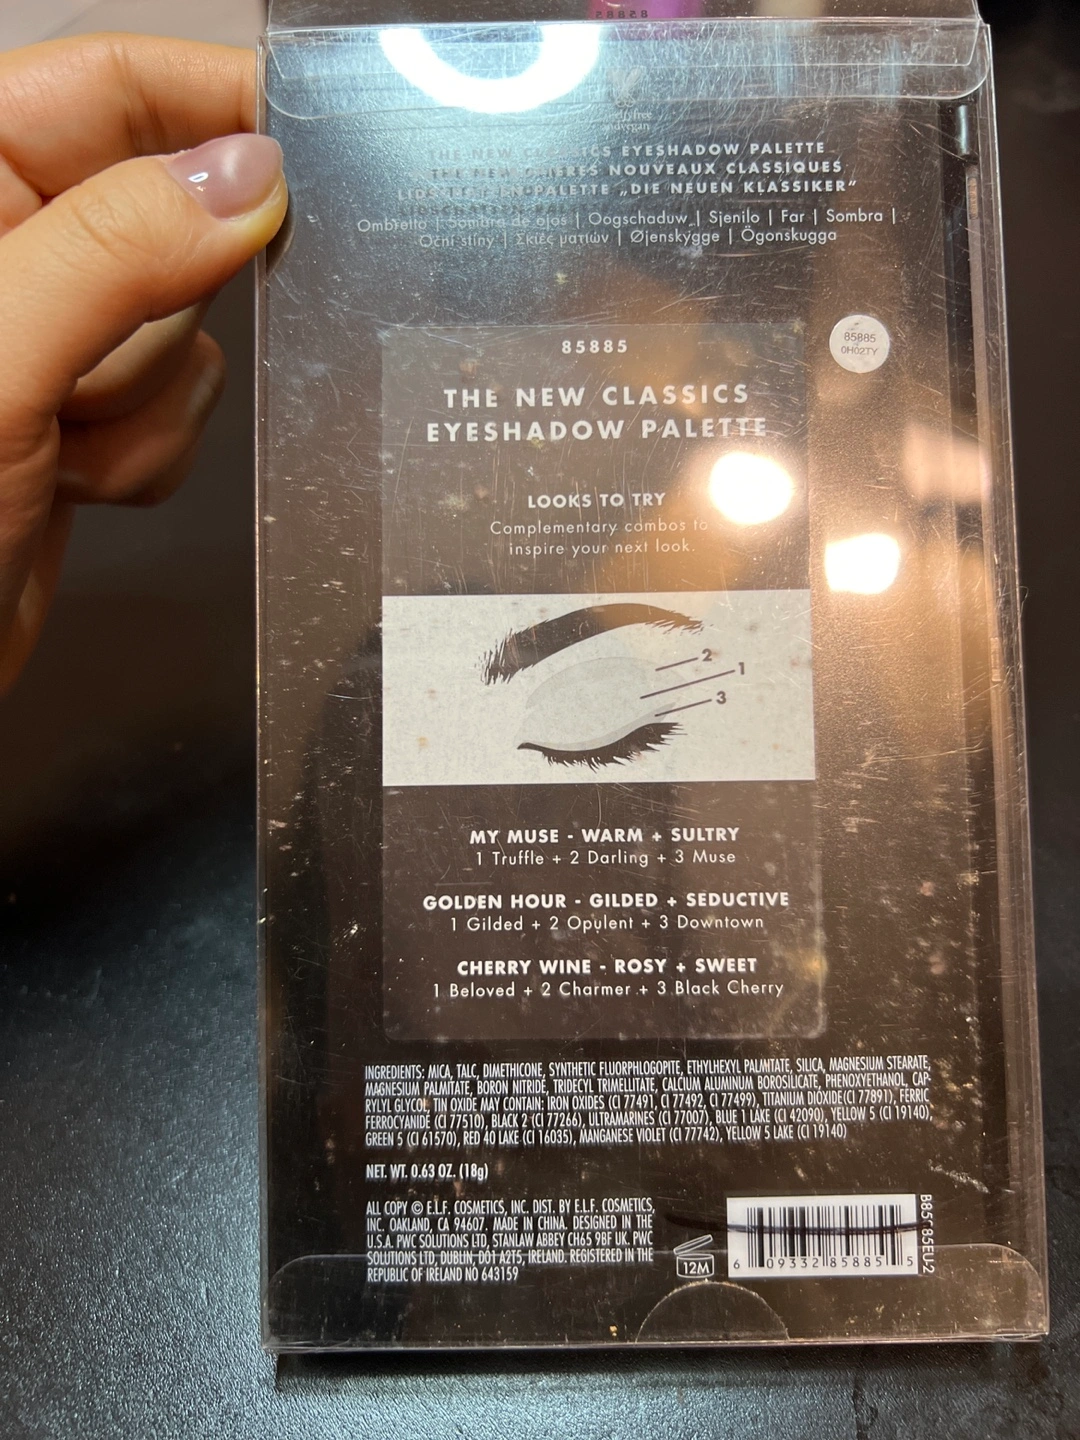 85885
THE NEW CLASSICS EYESHADOW PALETTE
NOUVEAUX CLASSIQUES
PALETTE „DIE NEUEN KLASSIKER“
Ombretto | Sombra de ojos | Oogschaduw | Sjenilo | Far | Sombra |
Oční stíny | Σκιές ματιών | Øjenskygge | Ögonskugga
85885
0H02TY
85885
THE NEW CLASSICS
EYESHADOW PALETTE
LOOKS TO TRY
Complementary combos to
inspire your next look.
2
1
3
MY MUSE - WARM + SULTRY
1 Truffle + 2 Darling + 3 Muse
GOLDEN HOUR - GILDED + SEDUCTIVE
1 Gilded + 2 Opulent + 3 Downtown
CHERRY WINE - ROSY + SWEET
1 Beloved + 2 Charmer + 3 Black Cherry
INGREDIENTS: MICA, TALC, DIMETHICONE, SYNTHETIC FLUORPHLOGOPITE, ETHYLHEXYL PALMITATE, SILICA, MAGNESIUM STEARATE,
MAGNESIUM PALMITATE, BORON NITRIDE, TRIDECYL TRIMELLITATE, CALCIUM ALUMINUM BOROSILICATE, PHENOXYETHANOL, CAP-
RYLYL GLYCOL, TIN OXIDE MAY CONTAIN: IRON OXIDES (CI 77491, CI 77492, CI 77499), TITANIUM DIOXIDE(CI 77891), FERRIC
FERROCYANIDE (CI 77510), BLACK 2 (CI 77266), ULTRAMARINES (CI 77007), BLUE 1 LAKE (CI 42090), YELLOW 5 (CI 19140),
GREEN 5 (CI 61570), RED 40 LAKE (CI 16035), MANGANESE VIOLET (CI 77742), YELLOW 5 LAKE (CI 19140)
NET. WT. 0.63 OZ. (18g)
ALL COPY © E.L.F. COSMETICS, INC. DIST. BY E.L.F. COSMETICS,
INC. OAKLAND, CA 94607. MADE IN CHINA. DESIGNED IN THE
U.S.A. PWC SOLUTIONS LTD, STANLAW ABBEY CH65 9BF UK. PWC
SOLUTIONS LTD, DUBLIN, D01 A2T5, IRELAND. REGISTERED IN THE
REPUBLIC OF IRELAND NO 643159
12M
6 09332 85885 5